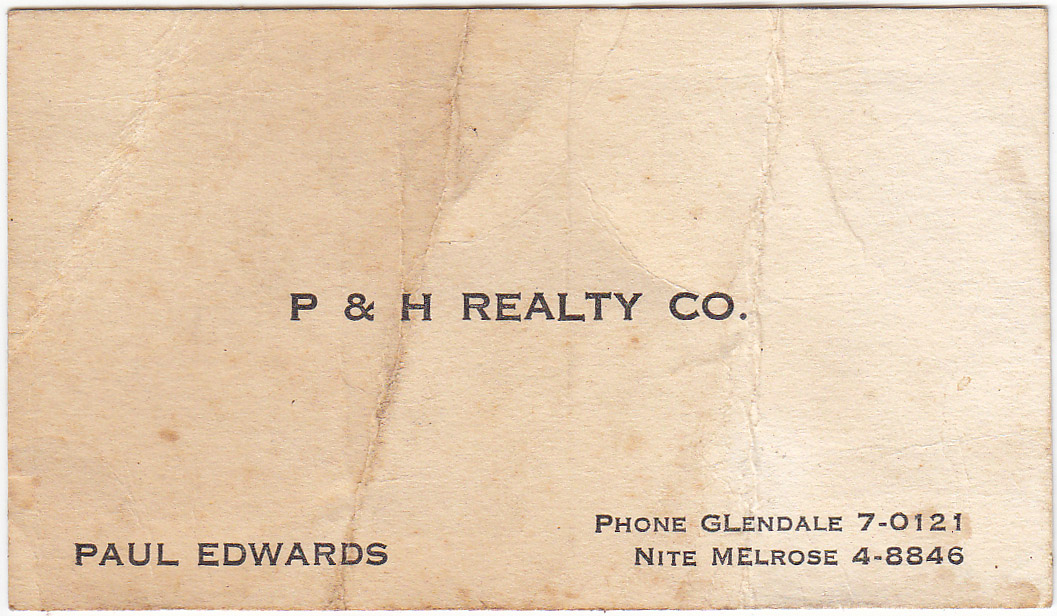 P & H REALTY CO.
PAUL EDWARDS
PHONE GLENDALE 7-0121
NITE MELROSE 4-8846